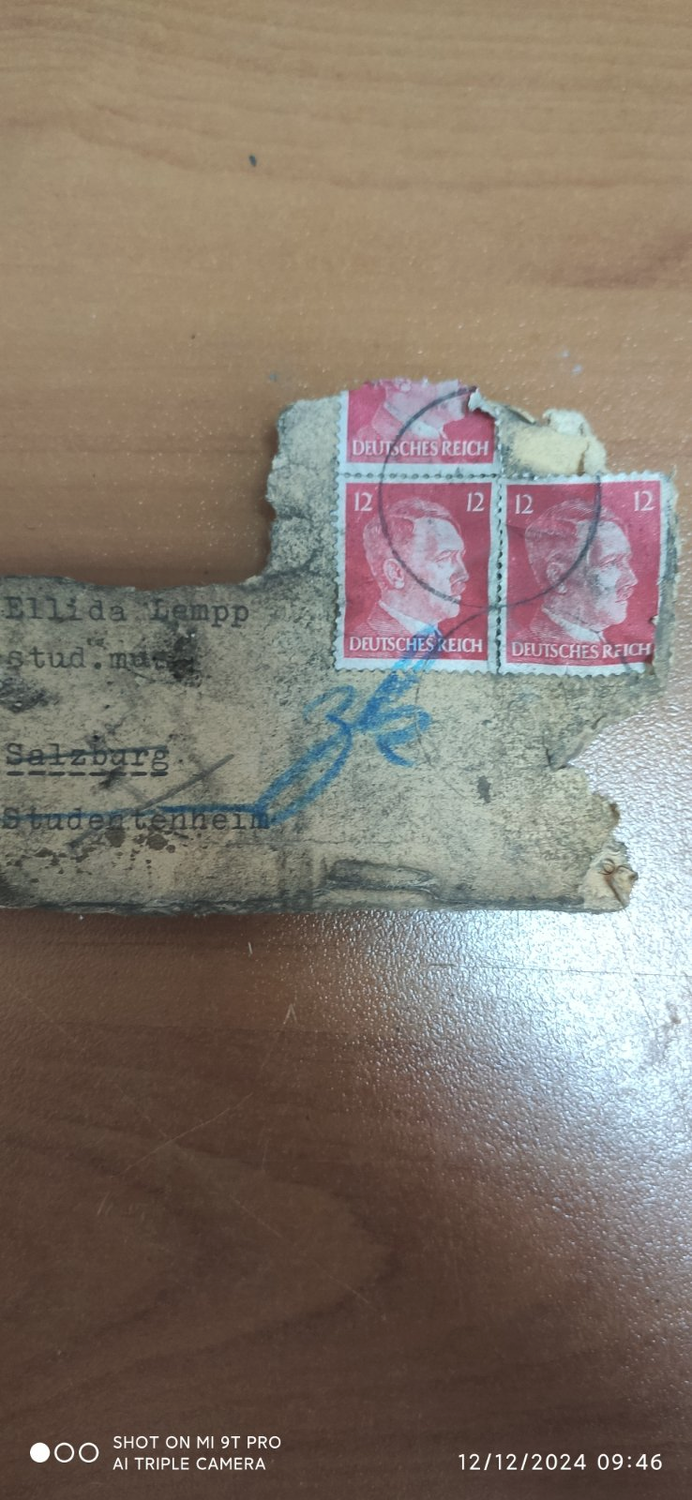 DEUTSCHES REICH
12 12
DEUTSCHES REICH
12 12
DEUTSCHES REICH
Ellida Lempp
stud.
Salzburg
Studentenheim
SHOT ON MI 9T PRO
AI TRIPLE CAMERA
12/12/2024 09:46